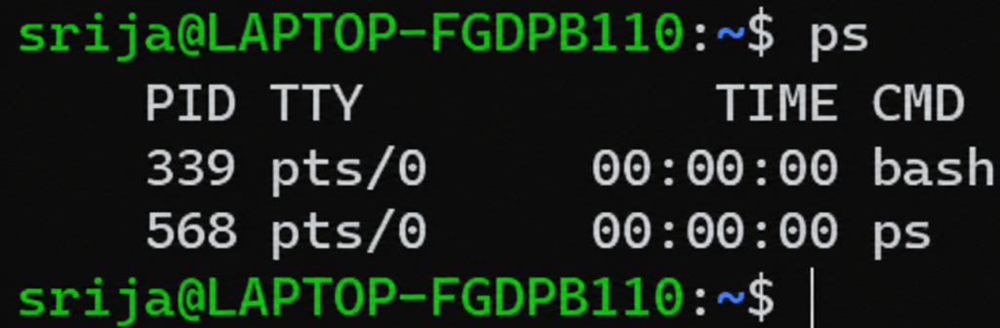 srija@LAPTOP-FGDPB110:~$ ps
    PID TTY          TIME CMD
    339 pts/0    00:00:00 bash
    568 pts/0    00:00:00 ps
srija@LAPTOP-FGDPB110:~$